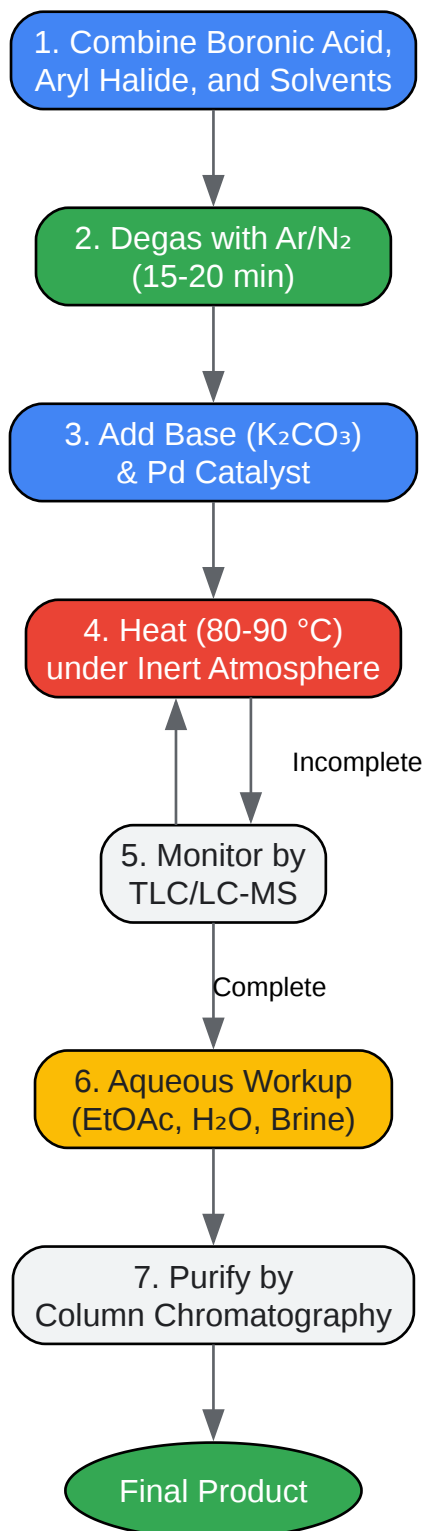 1. Combine Boronic Acid,
Aryl Halide, and Solvents
2. Degas with Ar/N₂
(15-20 min)
3. Add Base (K₂CO₃)
& Pd Catalyst
4. Heat (80-90 °C)
under Inert Atmosphere
Incomplete
5. Monitor by
TLC/LC-MS
Complete
6. Aqueous Workup
(EtOAc, H₂O, Brine)
7. Purify by
Column Chromatography
Final Product